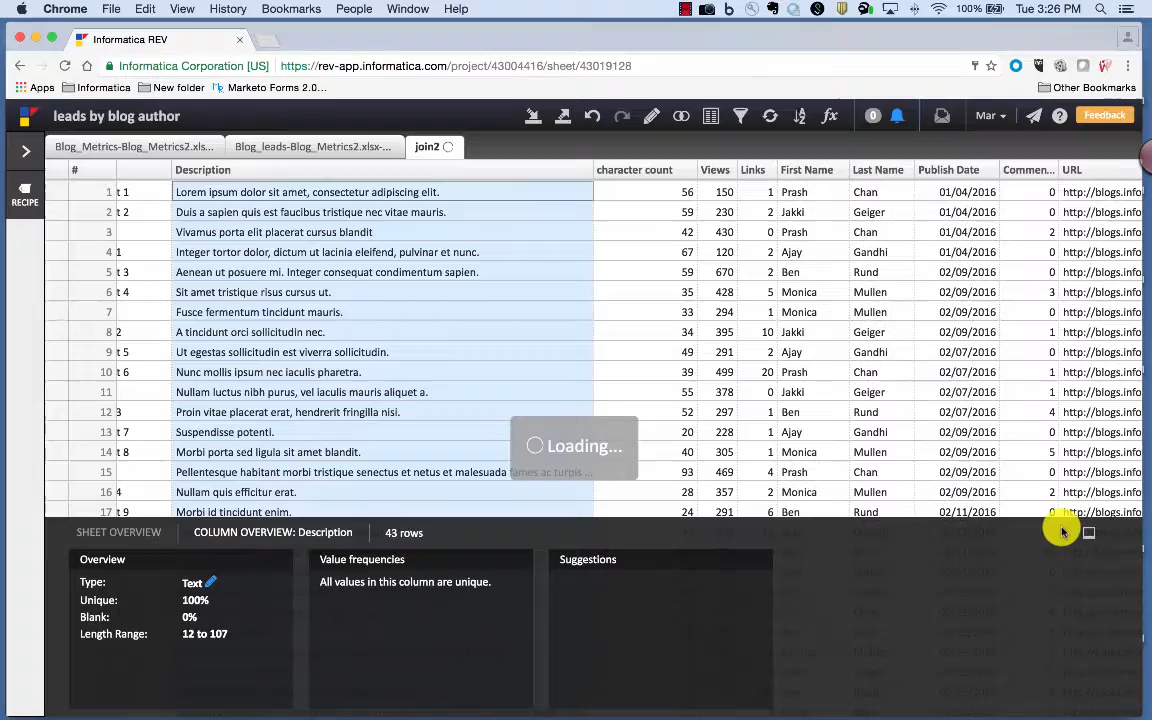 Chrome File Edit View History Bookmarks People Window Help 100% Tue 3:26 PM
Informatica REV
Informatica Corporation [US] https://rev-app.informatica.com/project/43004416/sheet/43019128
Apps Informatica New folder Marketo Forms 2.0... Other Bookmarks
leads by blog author fx 0 Mar Feedback
Blog_Metrics-Blog_Metrics2.xls... Blog_leads-Blog_Metrics2.xlsx-... join2
# Description character count Views Links First Name Last Name Publish Date Commen... URL
1 t 1 Lorem ipsum dolor sit amet, consectetur adipiscing elit. 56 150 1 Prash Chan 01/04/2016 0 http://blogs.info
RECIPE
2 t 2 Duis a sapien quis est faucibus tristique nec vitae mauris. 59 230 2 Jakki Geiger 01/04/2016 0 http://blogs.info
3 Vivamus porta elit placerat cursus blandit 42 430 0 Prash Chan 01/04/2016 2 http://blogs.info
4 1 Integer tortor dolor, dictum ut lacinia eleifend, pulvinar et nunc. 67 120 2 Ajay Gandhi 01/04/2016 0 http://blogs.info
5 t 3 Aenean ut posuere mi. Integer consequat condimentum sapien. 59 670 2 Ben Rund 02/09/2016 0 http://blogs.info
6 t 4 Sit amet tristique risus cursus ut. 35 428 5 Monica Mullen 02/09/2016 3 http://blogs.info
7 Fusce fermentum tincidunt mauris. 33 294 1 Monica Mullen 02/09/2016 0 http://blogs.info
8 2 A tincidunt orci sollicitudin nec. 34 395 10 Jakki Geiger 02/09/2016 1 http://blogs.info
9 t 5 Ut egestas sollicitudin est viverra sollicitudin. 49 291 2 Ajay Gandhi 02/07/2016 0 http://blogs.info
10 t 6 Nunc mollis ipsum nec iaculis pharetra. 39 499 20 Prash Chan 02/07/2016 1 http://blogs.info
11 Nullam luctus nibh purus, vel iaculis mauris aliquet a. 55 378 0 Jakki Geiger 02/07/2016 1 http://blogs.info
12 3 Proin vitae placerat erat, hendrerit fringilla nisi. 52 297 1 Ben Rund 02/07/2016 4 http://blogs.info
13 t 7 Suspendisse potenti. 20 228 1 Ajay Gandhi 02/07/2016 0 http://blogs.info
14 t 8 Morbi porta sed ligula sit amet blandit. 40 305 1 Monica Mullen 02/07/2016 5 http://blogs.info
Loading...
15 Pellentesque habitant morbi tristique senectus et netus et malesuada fames ac turpis ... 93 469 4 Prash Chan 02/09/2016 0 http://blogs.info
16 4 Nullam quis efficitur erat. 28 357 2 Monica Mullen 02/09/2016 2 http://blogs.info
17 t 9 Morbi id tincidunt enim. 24 291 6 Ben Rund 02/11/2016 0 http://blogs.info
SHEET OVERVIEW COLUMN OVERVIEW: Description 43 rows
Overview Value frequencies Suggestions
Type: Text All values in this column are unique.
Unique: 100%
Blank: 0%
Length Range: 12 to 107